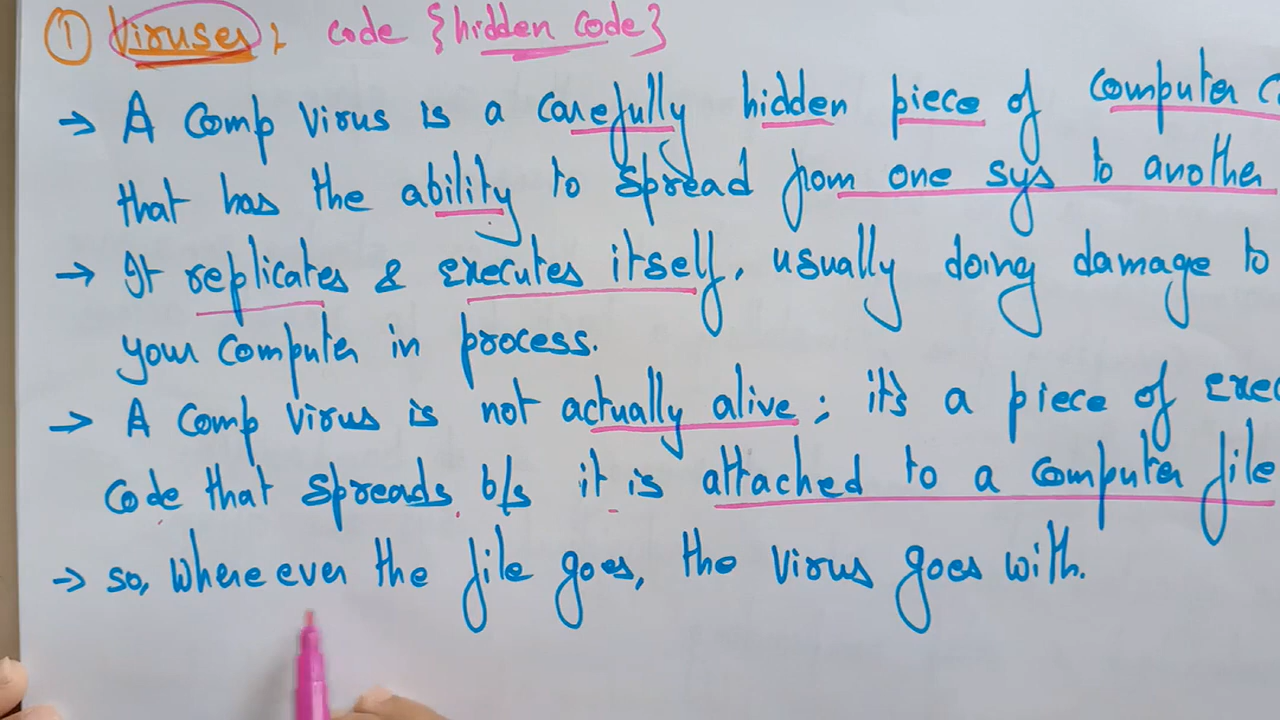 ① Viruses : code {hidden code}
→ A Comp virus is a carefully hidden piece of computer
that has the ability to spread from one sys to another
→ It replicates & executes itself, usually doing damage to
your computer in process.
→ A Comp virus is not actually alive; it's a piece of
Code that spreads b/s it is attached to a computer file
→ so, where ever the file goes, the virus goes with.